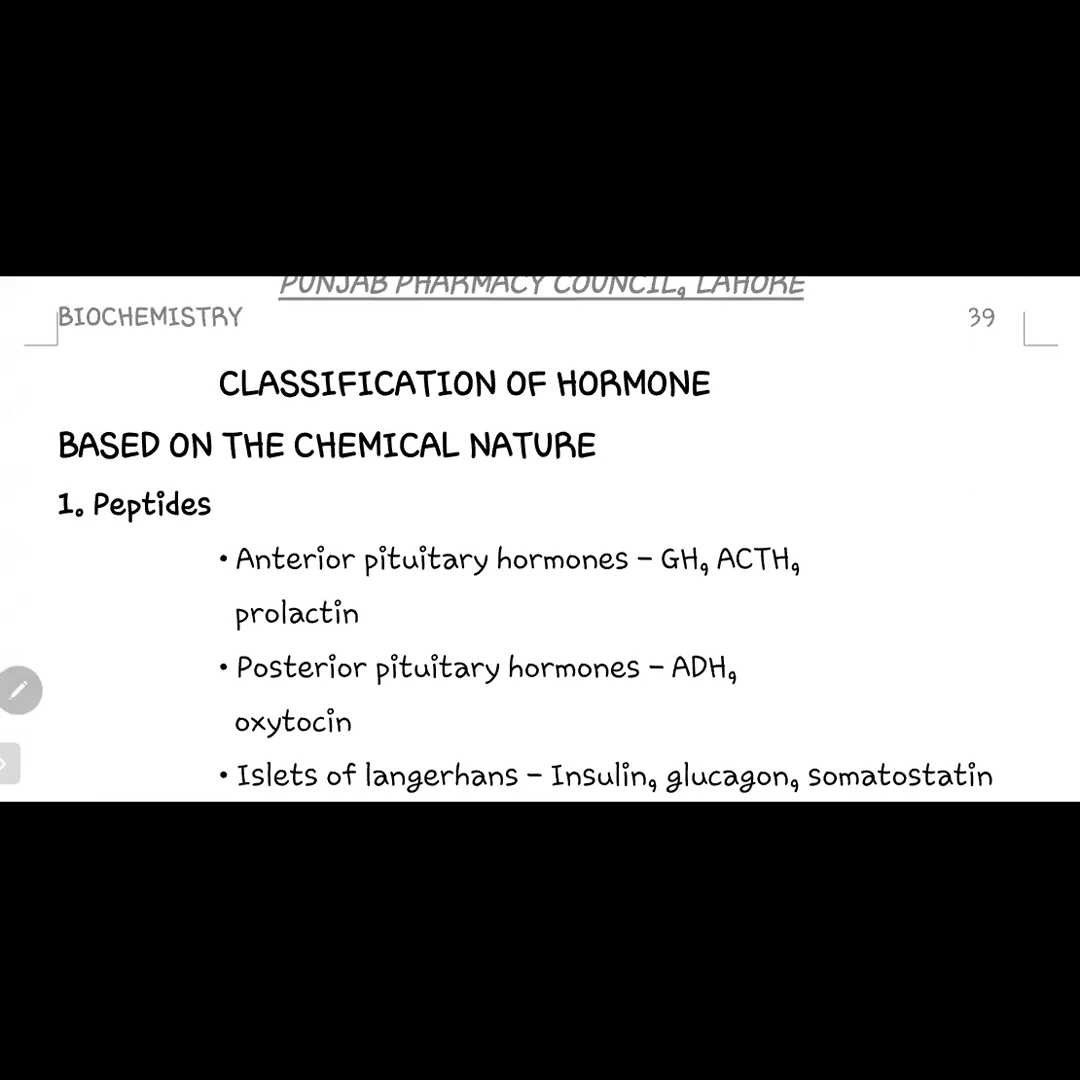 PUNJAB PHARMACY COUNCIL, LAHORE
BIOCHEMISTRY 39
CLASSIFICATION OF HORMONE
BASED ON THE CHEMICAL NATURE
1. Peptides
• Anterior pituitary hormones – GH, ACTH,
prolactin
• Posterior pituitary hormones – ADH,
oxytocin
• Islets of langerhans – Insulin, glucagon, somatostatin